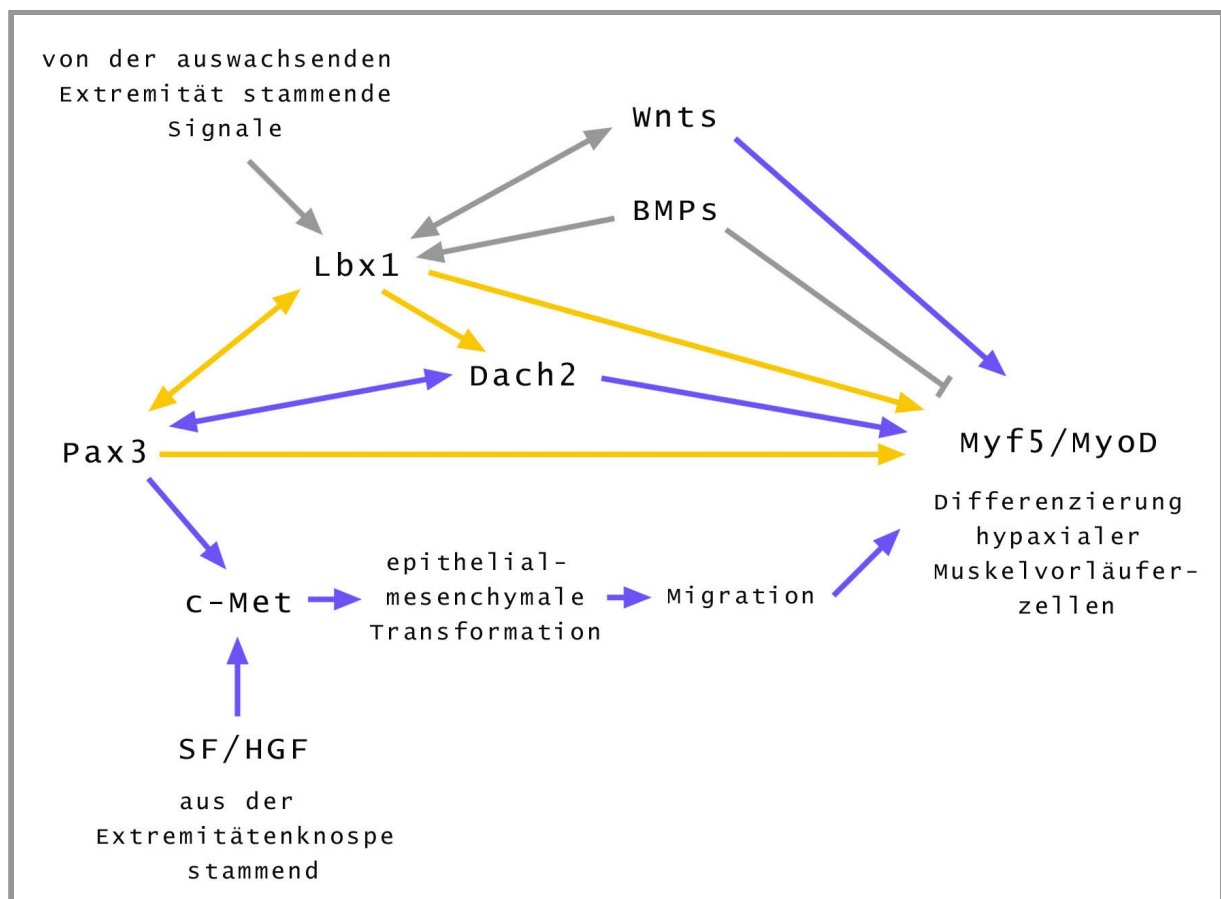 von der auswachsenden
Extremität stammende
Signale
Wnts
BMPs
Lbx1
Dach2
Pax3
Myf5/MyoD
Differenzierung
hypaxialer
Muskelvorläufer-
zellen
c-Met
epithelial-
mesenchymale
Transformation
Migration
SF/HGF
aus der
Extremitätenknospe
stammend